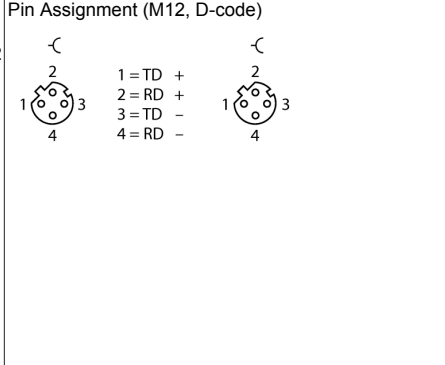 Pin Assignment (M12, D-code)
2 2
1 3 1 3
4 4
1 = TD +
2 = RD +
3 = TD –
4 = RD –